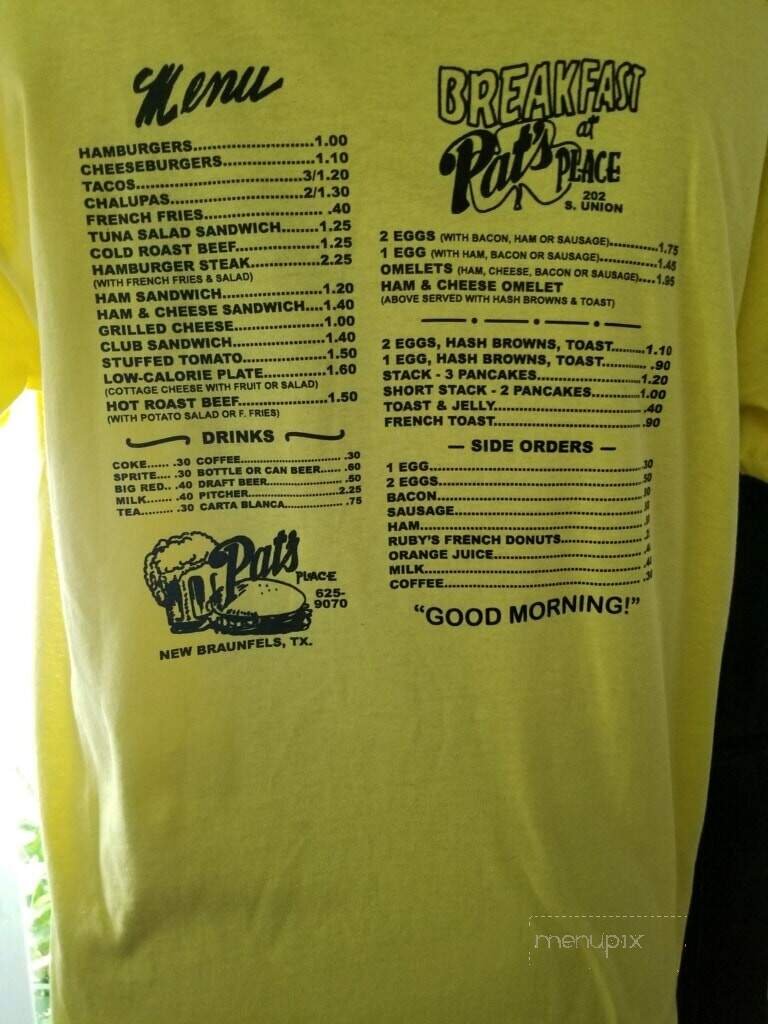 Menu
HAMBURGERS..........................1.00
CHEESEBURGERS....................1.10
TACOS....................................3/1.20
CHALUPAS.............................2/1.30
FRENCH FRIES.......................... .40
TUNA SALAD SANDWICH........1.25
COLD ROAST BEEF..................1.25
HAMBURGER STEAK...............2.25
(WITH FRENCH FRIES & SALAD)
HAM SANDWICH......................1.20
HAM & CHEESE SANDWICH....1.40
GRILLED CHEESE....................1.00
CLUB SANDWICH....................1.40
STUFFED TOMATO..................1.50
LOW-CALORIE PLATE.............1.60
(COTTAGE CHEESE WITH FRUIT OR SALAD)
HOT ROAST BEEF...................1.50
(WITH POTATO SALAD OR F. FRIES)
DRINKS
COKE...... .30 COFFEE............................ .30
SPRITE.... .30 BOTTLE OR CAN BEER...... .60
BIG RED.. .40 DRAFT BEER..................... .50
MILK....... .40 PITCHER..........................2.25
TEA......... .30 CARTA BLANCA................ .75
Pat's
PLACE
625-
9070
NEW BRAUNFELS, TX.
BREAKFAST
at
Pat's PLACE
202
S. UNION
2 EGGS (WITH BACON, HAM OR SAUSAGE)..............1.75
1 EGG (WITH HAM, BACON OR SAUSAGE)................1.45
OMELETS (HAM, CHEESE, BACON OR SAUSAGE)....1.95
HAM & CHEESE OMELET
(ABOVE SERVED WITH HASH BROWNS & TOAST)
2 EGGS, HASH BROWNS, TOAST..........1.10
1 EGG, HASH BROWNS, TOAST............ .90
STACK - 3 PANCAKES..........................1.20
SHORT STACK - 2 PANCAKES............1.00
TOAST & JELLY..................................... .40
FRENCH TOAST..................................... .90
— SIDE ORDERS —
1 EGG.................................................... .30
2 EGGS.................................................. .50
BACON...................................................
SAUSAGE...............................................
HAM.......................................................
RUBY'S FRENCH DONUTS.....................
ORANGE JUICE......................................
MILK.......................................................
COFFEE..................................................
"GOOD MORNING!"
menupix